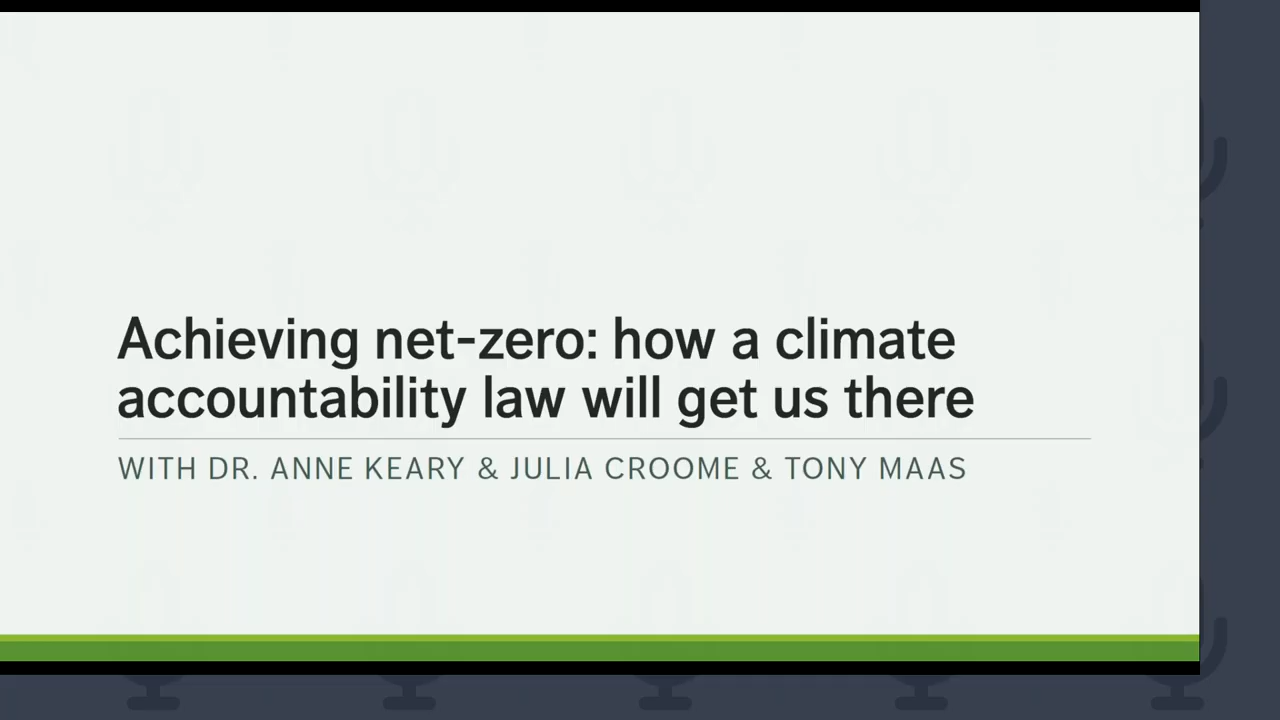 Achieving net-zero: how a climate
accountability law will get us there
WITH DR. ANNE KEARY & JULIA CROOME & TONY MAAS